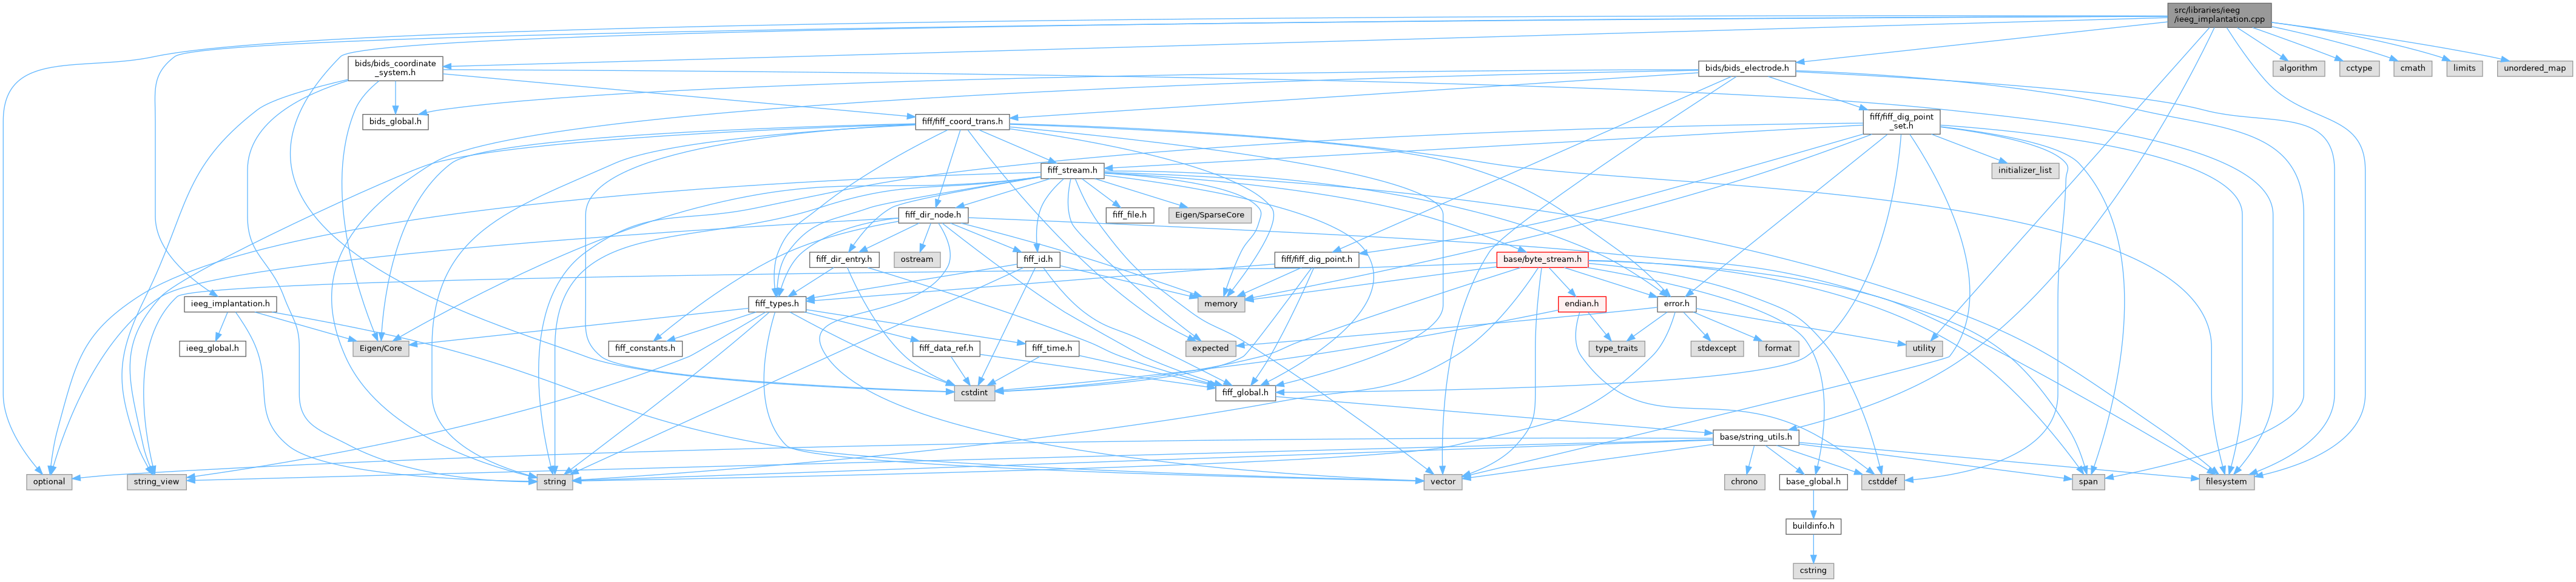 src/libraries/ieeg
/ieeg_implantation.cpp
bids/bids_coordinate
_system.h
bids/bids_electrode.h
algorithm
cctype
cmath
limits
unordered_map
bids_global.h
fiff/fiff_coord_trans.h
fiff/fiff_dig_point
_set.h
fiff_stream.h
initializer_list
fiff_dir_node.h
fiff_file.h
Eigen/SparseCore
ostream
fiff_dir_entry.h
fiff_id.h
fiff/fiff_dig_point.h
base/byte_stream.h
ieeg_implantation.h
fiff_types.h
memory
endian.h
error.h
ieeg_global.h
Eigen/Core
fiff_constants.h
fiff_data_ref.h
fiff_time.h
expected
type_traits
stdexcept
format
utility
cstdint
fiff_global.h
base/string_utils.h
optional
string_view
string
vector
chrono
base_global.h
cstddef
span
filesystem
buildinfo.h
cstring